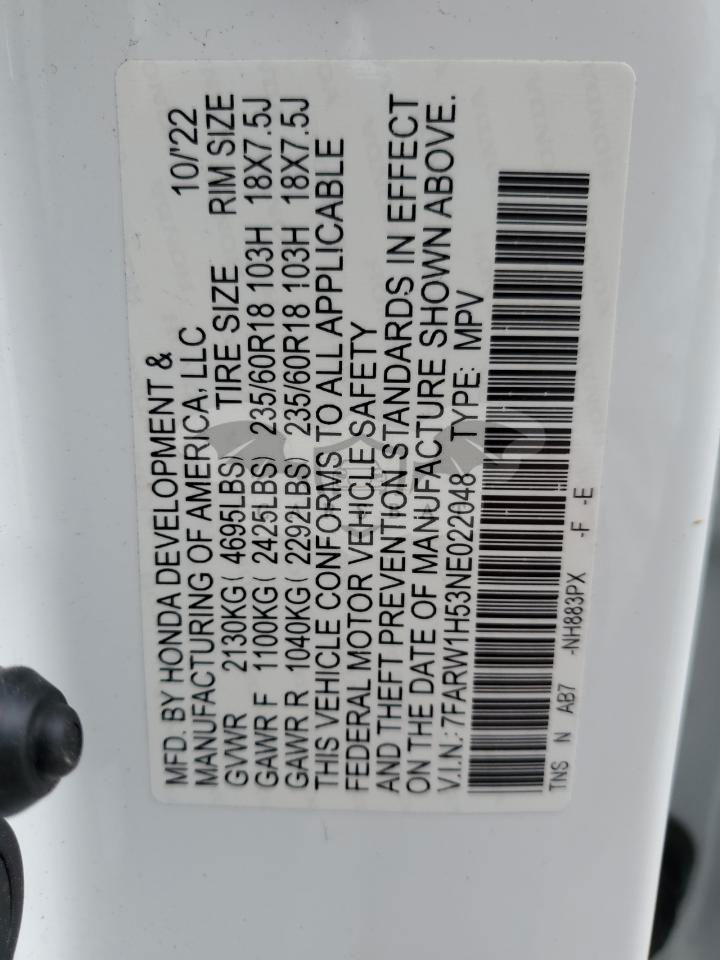 MFD. BY HONDA DEVELOPMENT &
MANUFACTURING OF AMERICA, LLC 10/'22
GVWR 2130KG( 4695LBS) TIRE SIZE RIM SIZE
GAWR F 1100KG( 2425LBS) 235/60R18 103H 18X7.5J
GAWR R 1040KG( 2292LBS) 235/60R18 103H 18X7.5J
THIS VEHICLE CONFORMS TO ALL APPLICABLE
FEDERAL MOTOR VEHICLE SAFETY
AND THEFT PREVENTION STANDARDS IN EFFECT
ON THE DATE OF MANUFACTURE SHOWN ABOVE.
V.I.N.: 7FARW1H53NE022048 TYPE: MPV
TNS N AB7 -NH883PX -F -E